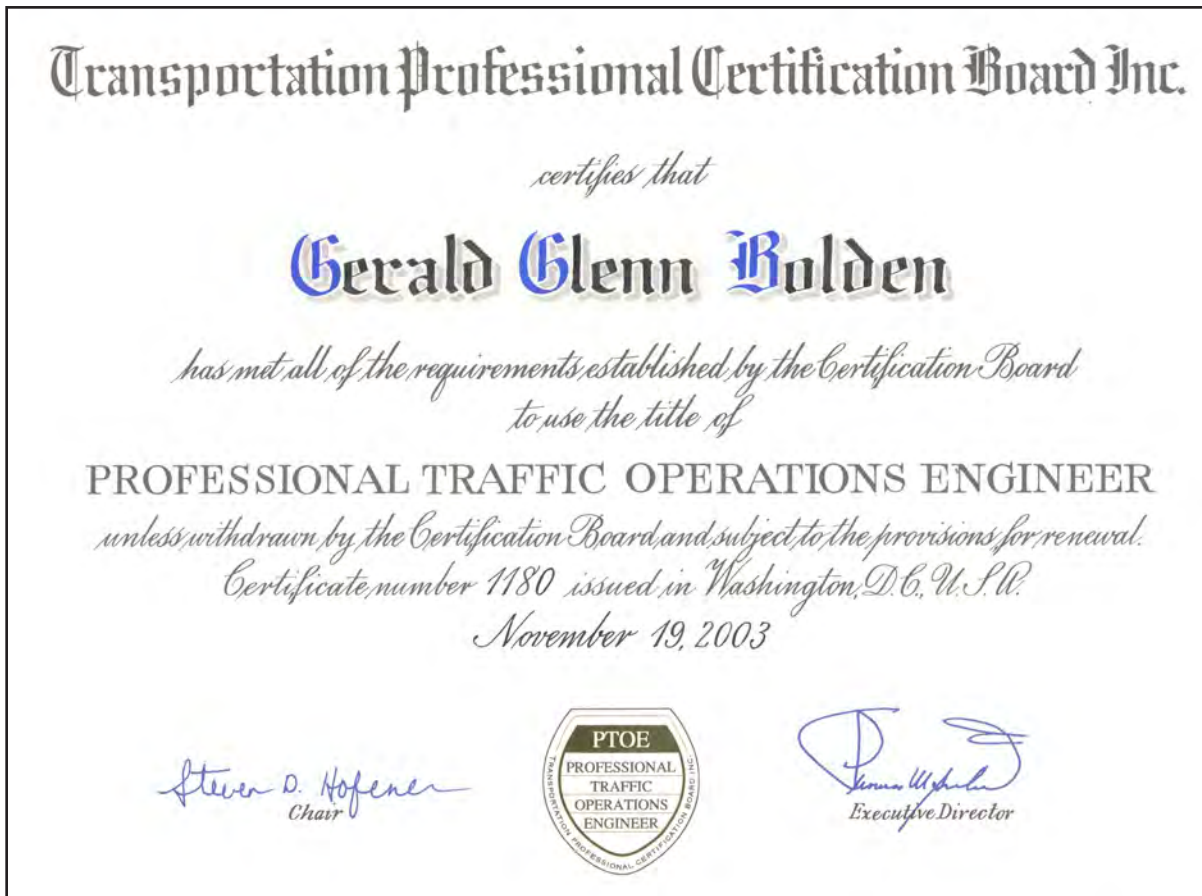 Transportation Professional Certification Board Inc.
certifies that
Gerald Glenn Bolden
has met all of the requirements established by the Certification Board
to use the title of
PROFESSIONAL TRAFFIC OPERATIONS ENGINEER
unless withdrawn by the Certification Board and subject to the provisions for renewal.
Certificate number 1180 issued in Washington, D.C., U.S.A.
November 19, 2003
Steven D. Hofener
Chair
PTOE
PROFESSIONAL
TRAFFIC
OPERATIONS
ENGINEER
TRANSPORTATION PROFESSIONAL CERTIFICATION BOARD INC.
Executive Director